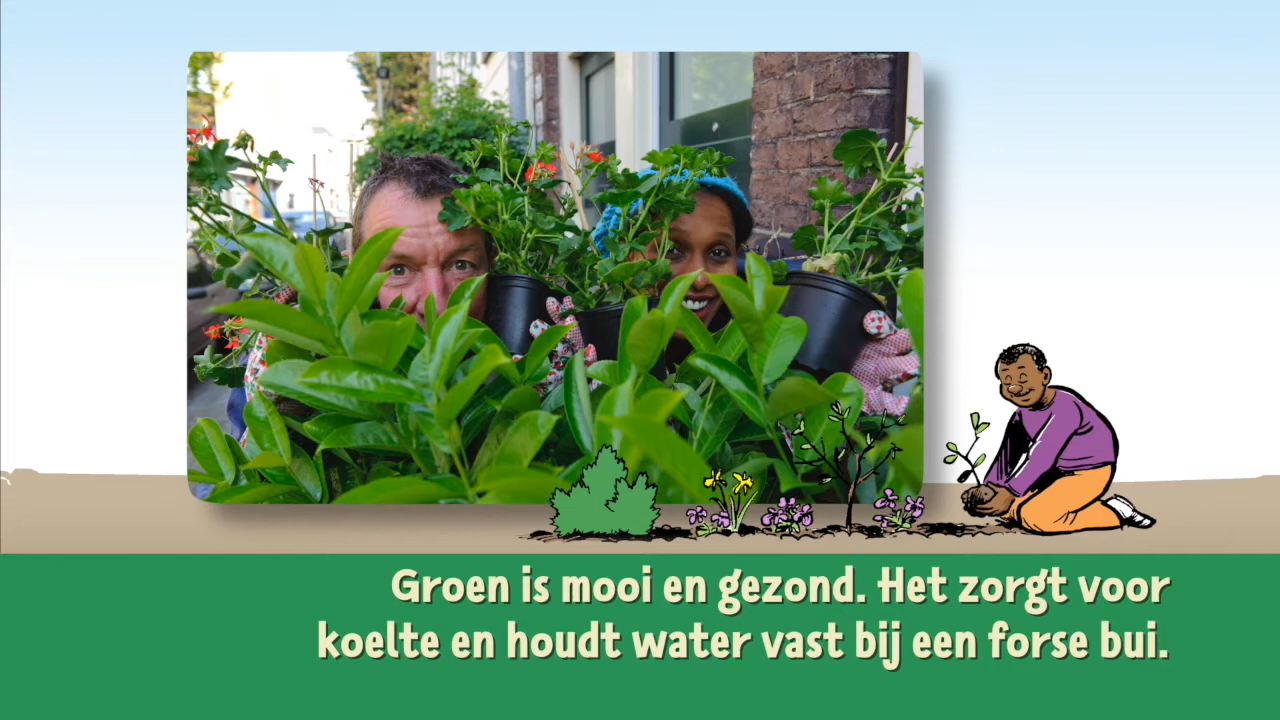 Groen is mooi en gezond. Het zorgt voor
koelte en houdt water vast bij een forse bui.